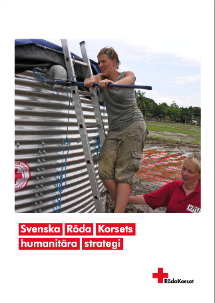 Svenska Röda Korsets
humanitära strategi
RödaKorset